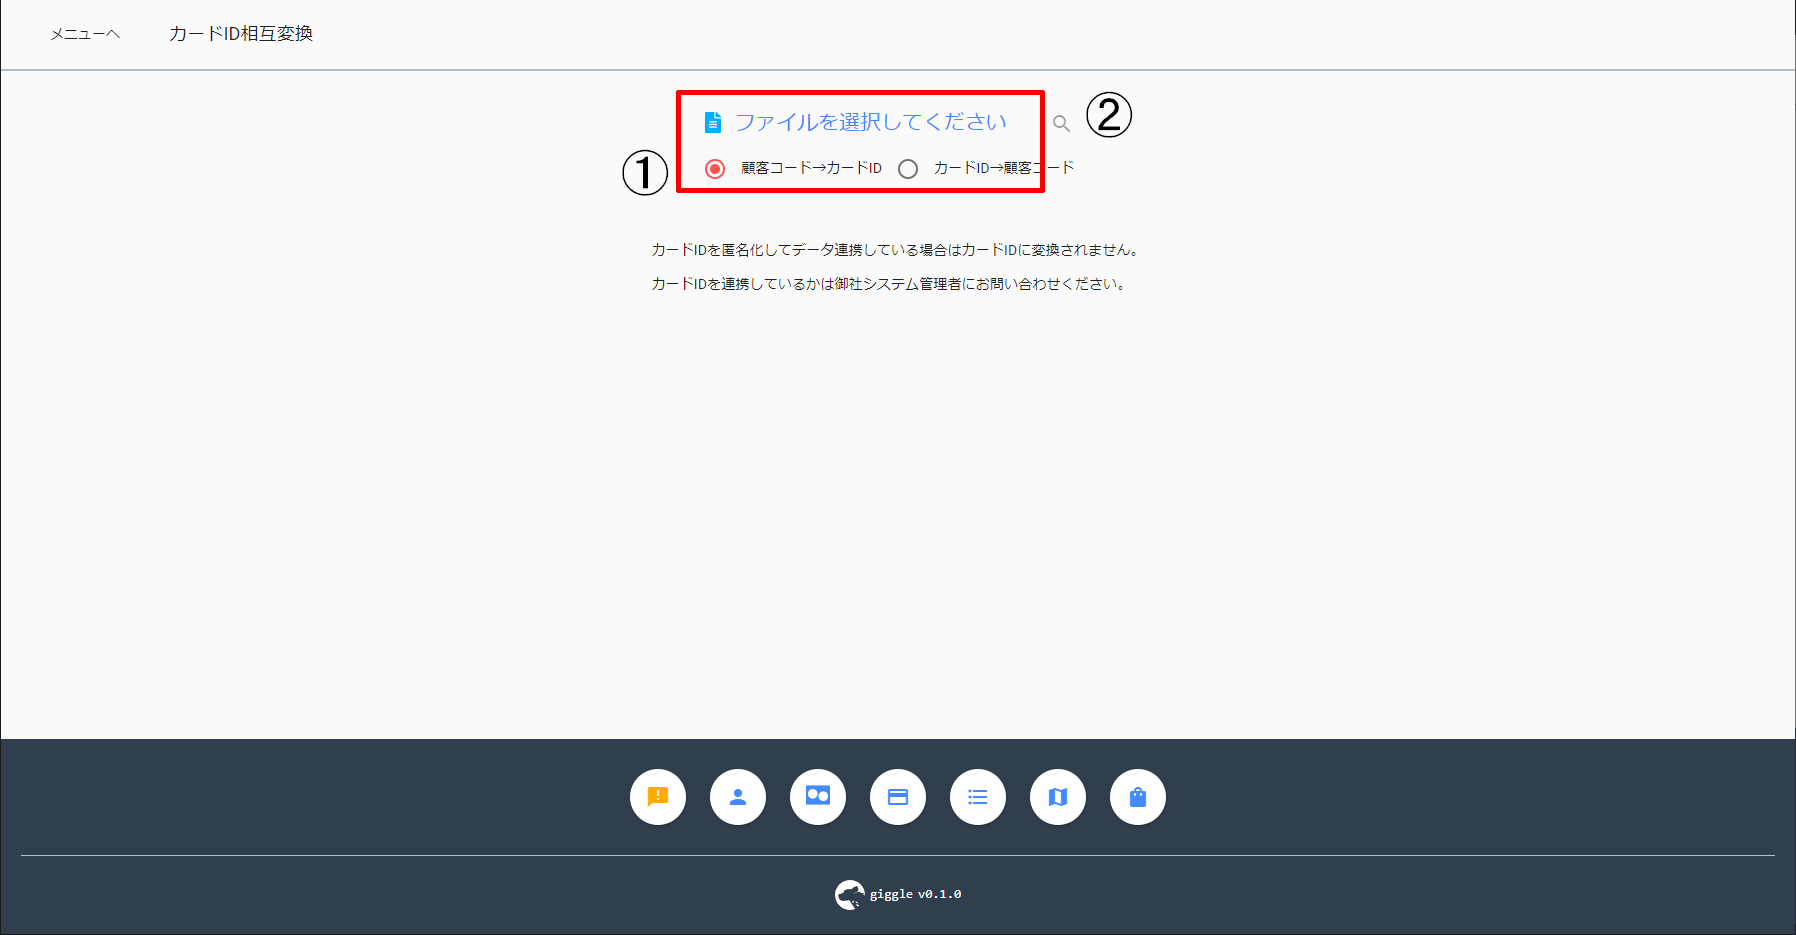 メニューへ カードID相互変換
ファイルを選択してください ②
① 顧客コード→カードID カードID→顧客コード
カードIDを匿名化してデータ連携している場合はカードIDに変換されません。
カードIDを連携しているかは御社システム管理者にお問い合わせください。
giggle v0.1.0